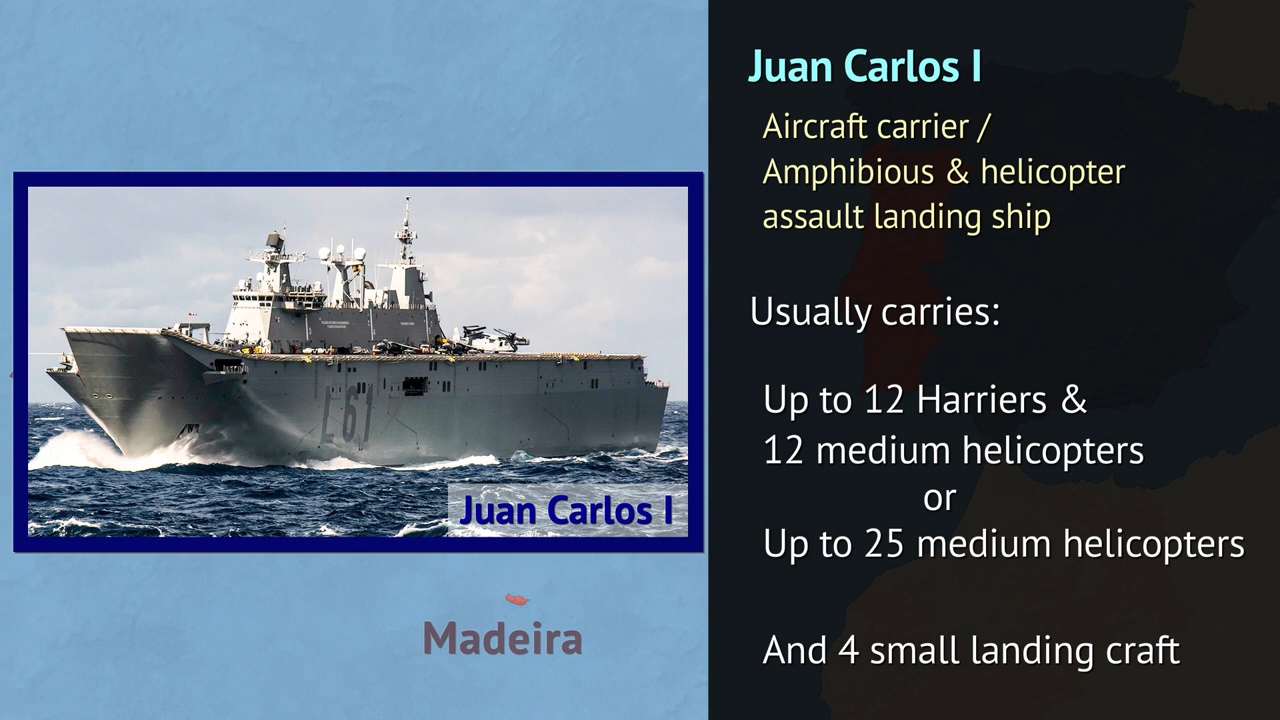 Juan Carlos I
Aircraft carrier /
Amphibious & helicopter
assault landing ship
Usually carries:
Up to 12 Harriers &
12 medium helicopters
or
Up to 25 medium helicopters
And 4 small landing craft
L61
Juan Carlos I
Madeira